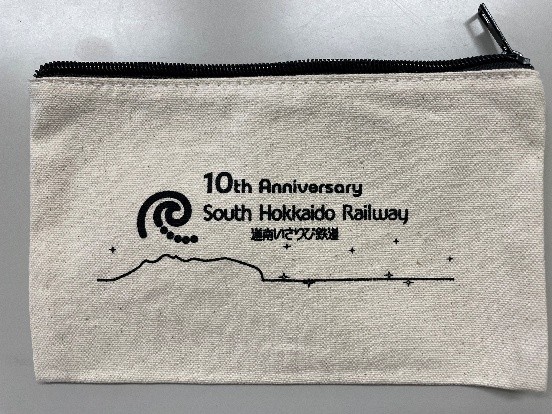 10th Anniversary
South Hokkaido Railway
道南いさりび鉄道